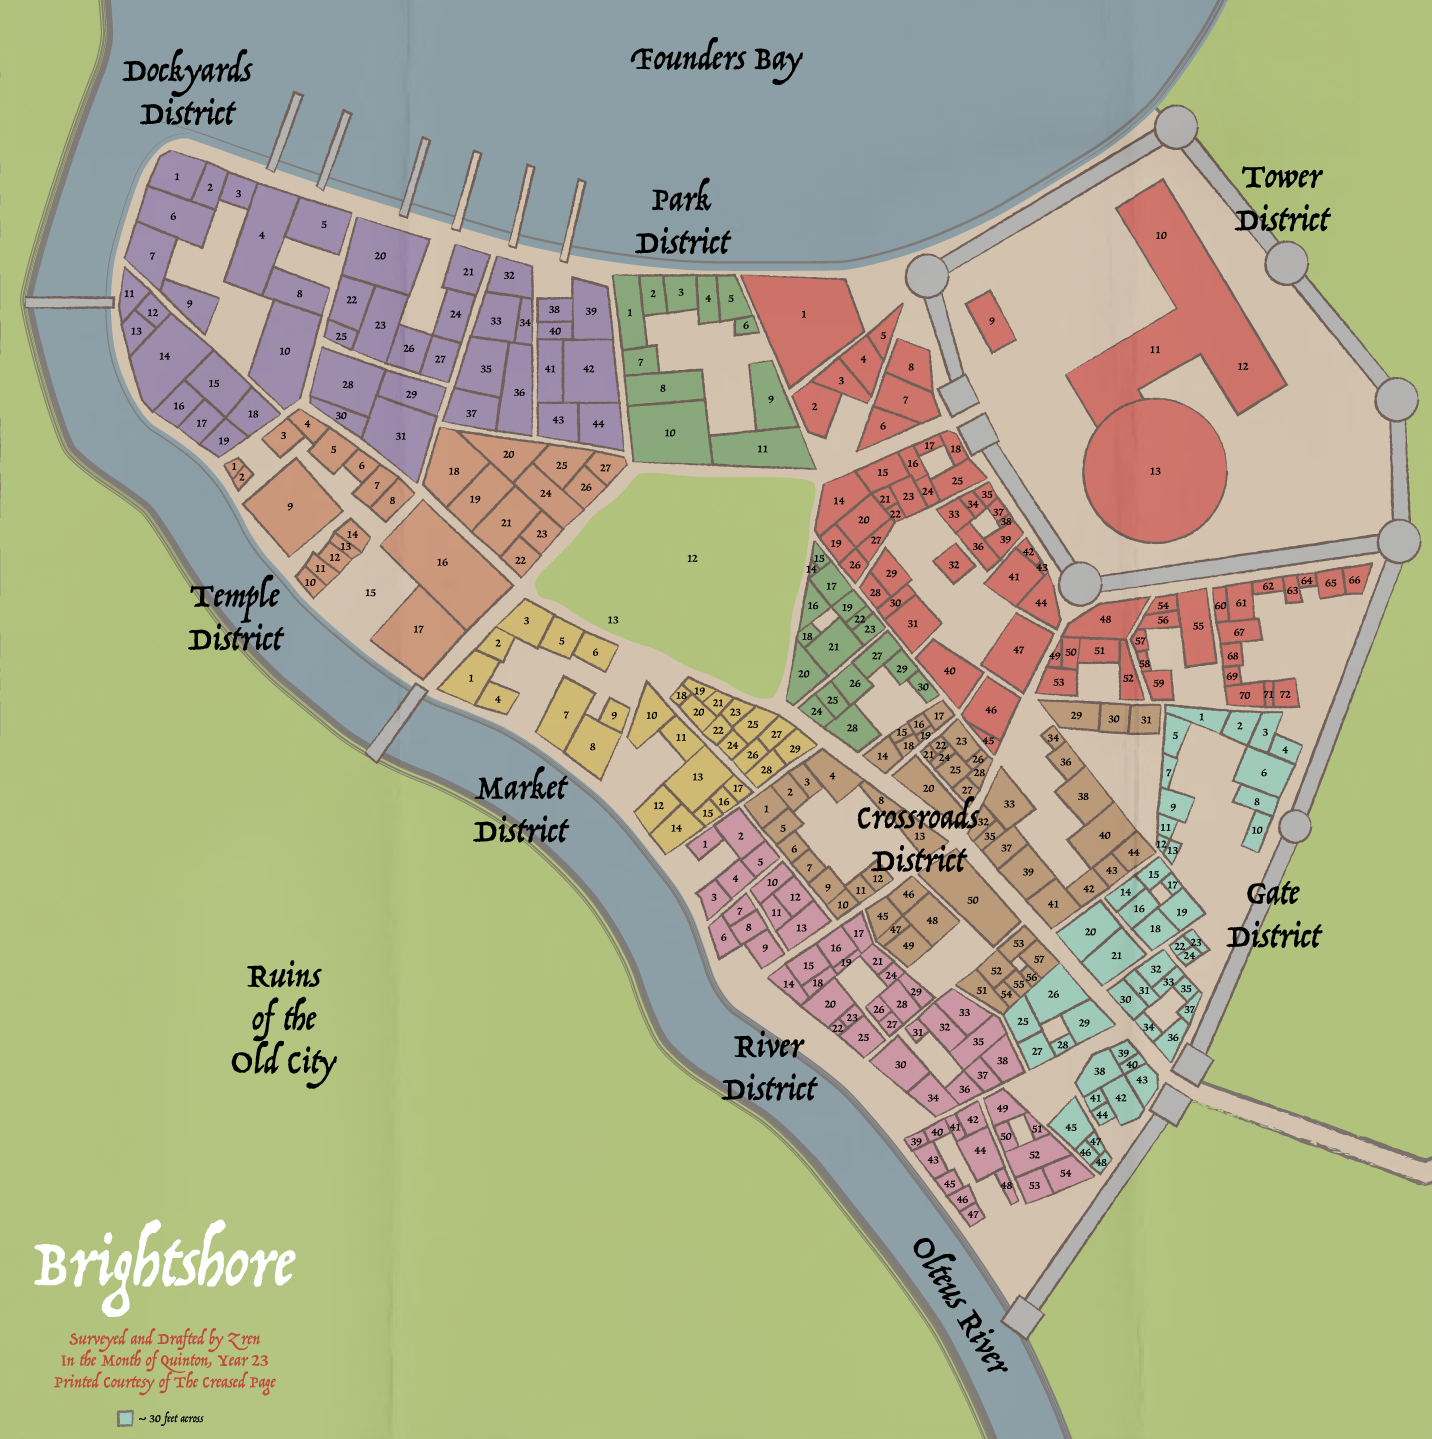 Founders Bay
Dockyards
District
Park
District
Tower
District
Temple
District
Market
District
Crossroads
District
Gate
District
River
District
Ruins
of the
Old City
Olteus River
Brightshore
Surveyed and Drafted by Zren
In the Month of Quinton, Year 23
Printed Courtesy of The Creased Page
~ 30 feet across
1 2 3 4 5 6 7 8 9 10 11 12 13 14 15 16 17 18 19 20 21 22 23 24 25 26 27 28 29 30 31 32 33 34 35 36 37 38 39 40 41 42 43 44
1 2 3 4 5 6 7 8 9 10 11 12 13 14 15 16 17 18 19 20 21 22 23 24 25 26 27
1 2 3 4 5 6 7 8 9 10 11 12 13 14 15 16 17 18 19 20 21 22 23 24 25 26 27 28 29 30
1 2 3 4 5 6 7 8 9 10 11 12 13 14 15 16 17 18 19 20 21 22 23 24 25 26 27 28 29 30 31 32 33 34 35 36 37 38 39 40 41 42 43 44 45 46 47 48 49 50 51 52 53 54 55 56 57 58 59 60 61 62 63 64 65 66 67 68 69 70 71 72
1 2 3 4 5 6 7 8 9 10 11 12 13 14 15 16 17 18 19 20 21 22 23 24 25 26 27 28 29
1 2 3 4 5 6 7 8 9 10 11 12 13 14 15 16 17 18 19 20 21 22 23 24 25 26 27 28 29 30 31 32 33 34 35 36 37 38 39 40 41 42 43 44 45 46 47 48 49 50 51 52 53 54 55 56 57
1 2 3 4 5 6 7 8 9 10 11 12 13 14 15 16 17 18 19 20 21 22 23 24 25 26 27 28 29 30 31 32 33 34 35 36 37 38 39 40 41 42 43 44 45 46 47 48
1 2 3 4 5 6 7 8 9 10 11 12 13 14 15 16 17 18 19 20 21 22 23 24 25 26 27 28 29 30 31 32 33 34 35 36 37 38 39 40 41 42 43 44 45 46 47 48 49 50 51 52 53 54